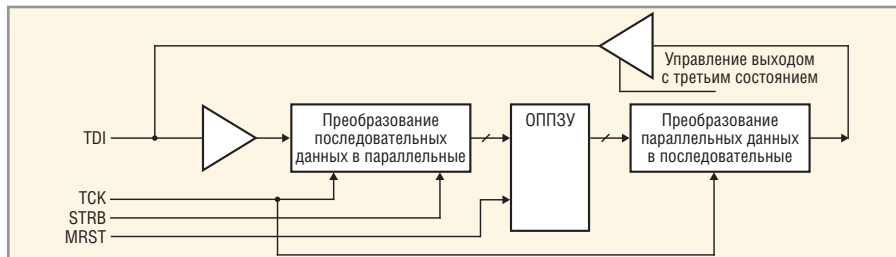 Управление выходом
с третьим состоянием
TDI
Преобразование
последовательных
данных в параллельные
ОППЗУ
Преобразование
параллельных данных
в последовательные
TCK
STRB
MRST